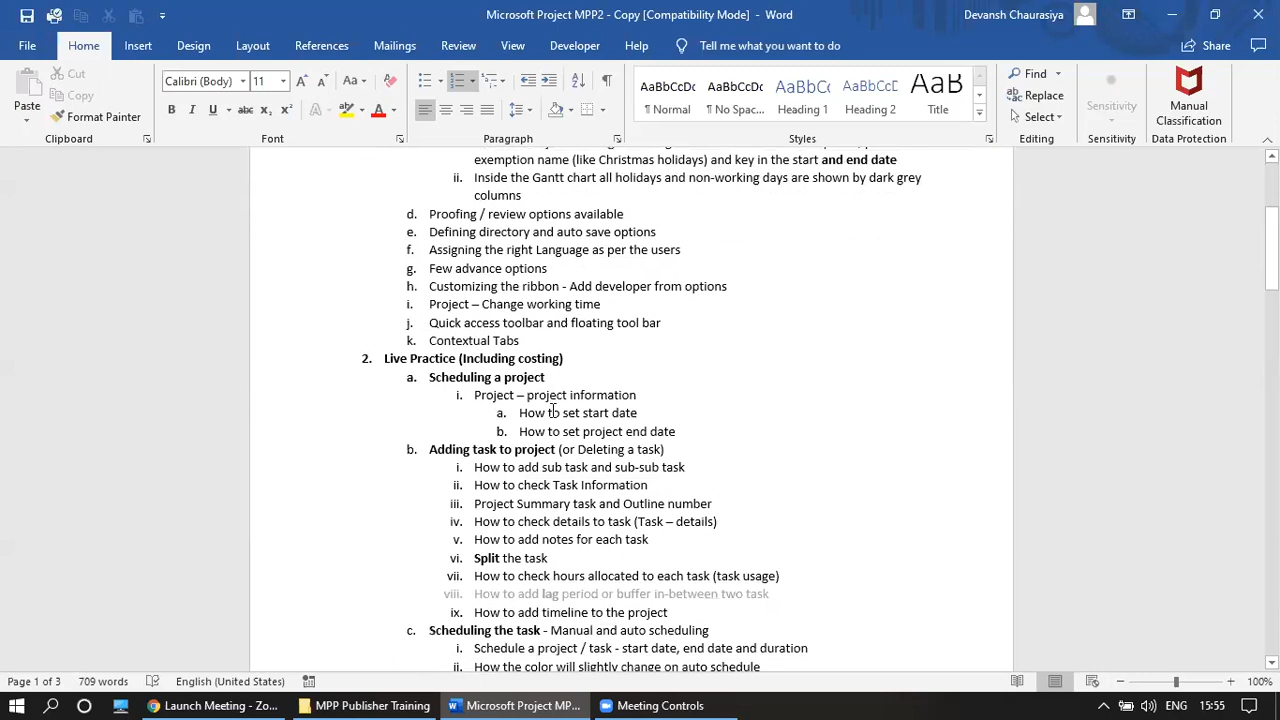 Microsoft Project MPP2 - Copy [Compatibility Mode] - Word
Devansh Chaurasiya
File Home Insert Design Layout References Mailings Review View Developer Help Tell me what you want to do Share
Paste
Cut
Copy
Format Painter
Clipboard
Calibri (Body) 11
Font
Paragraph
AaBbCcDc AaBbCcDc AaBbCc AaBbCcC AaB
¶ Normal ¶ No Spac... Heading 1 Heading 2 Title
Styles
Find
Replace
Select
Editing
Sensitivity
Sensitivity
Manual
Classification
Data Protection
exemption name (like Christmas holidays) and key in the start and end date
ii. Inside the Gantt chart all holidays and non-working days are shown by dark grey
columns
d. Proofing / review options available
e. Defining directory and auto save options
f. Assigning the right Language as per the users
g. Few advance options
h. Customizing the ribbon - Add developer from options
i. Project – Change working time
j. Quick access toolbar and floating tool bar
k. Contextual Tabs
2. Live Practice (Including costing)
a. Scheduling a project
i. Project – project information
a. How to set start date
b. How to set project end date
b. Adding task to project (or Deleting a task)
i. How to add sub task and sub-sub task
ii. How to check Task Information
iii. Project Summary task and Outline number
iv. How to check details to task (Task – details)
v. How to add notes for each task
vi. Split the task
vii. How to check hours allocated to each task (task usage)
viii. How to add lag period or buffer in-between two task
ix. How to add timeline to the project
c. Scheduling the task - Manual and auto scheduling
i. Schedule a project / task - start date, end date and duration
ii. How the color will slightly change on auto schedule
Page 1 of 3 709 words English (United States) 100%
Launch Meeting - Zo... MPP Publisher Training Microsoft Project MP... Meeting Controls ENG 15:55